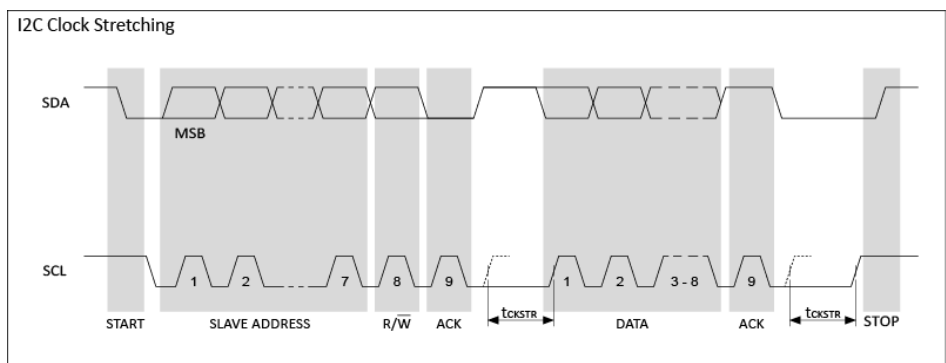 I2C Clock Stretching
SDA
MSB
SCL
1 2 7 8 9 1 2 3 - 8 9
tCKSTR tCKSTR
START SLAVE ADDRESS R/W̅ ACK DATA ACK STOP